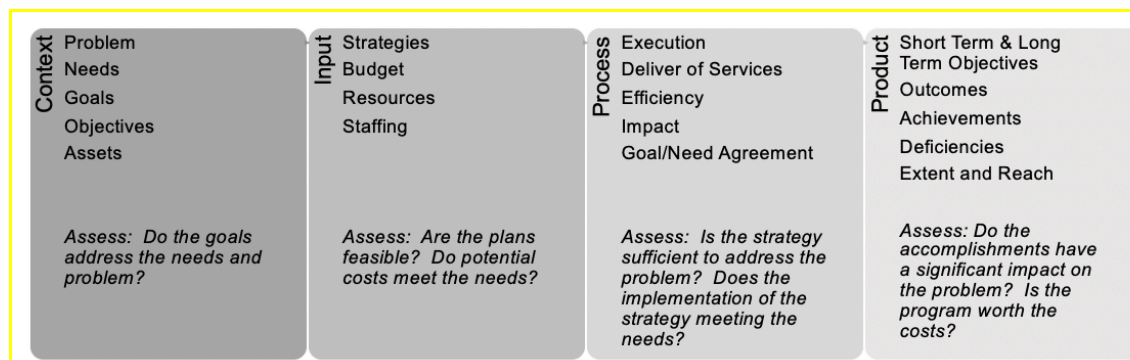 Context
Problem
Needs
Goals
Objectives
Assets
Assess: Do the goals
address the needs and
problem?
Input
Strategies
Budget
Resources
Staffing
Assess: Are the plans
feasible? Do potential
costs meet the needs?
Process
Execution
Deliver of Services
Efficiency
Impact
Goal/Need Agreement
Assess: Is the strategy
sufficient to address the
problem? Does the
implementation of the
strategy meeting the
needs?
Product
Short Term & Long
Term Objectives
Outcomes
Achievements
Deficiencies
Extent and Reach
Assess: Do the
accomplishments have
a significant impact on
the problem? Is the
program worth the
costs?